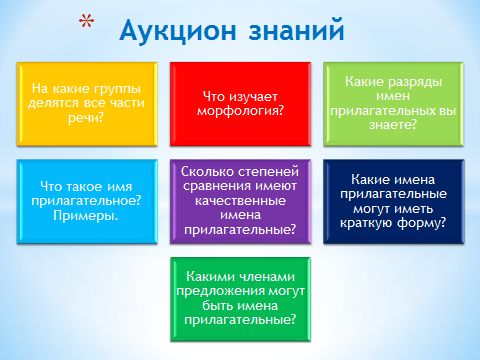 * Аукцион знаний
На какие группы
делятся все части
речи?
Что изучает
морфология?
Какие разряды
имен
прилагательных вы
знаете?
Что такое имя
прилагательное?
Примеры.
Сколько степеней
сравнения имеют
качественные
имена
прилагательные?
Какие имена
прилагательные
могут иметь
краткую форму?
Какими членами
предложения могут
быть имена
прилагательные?